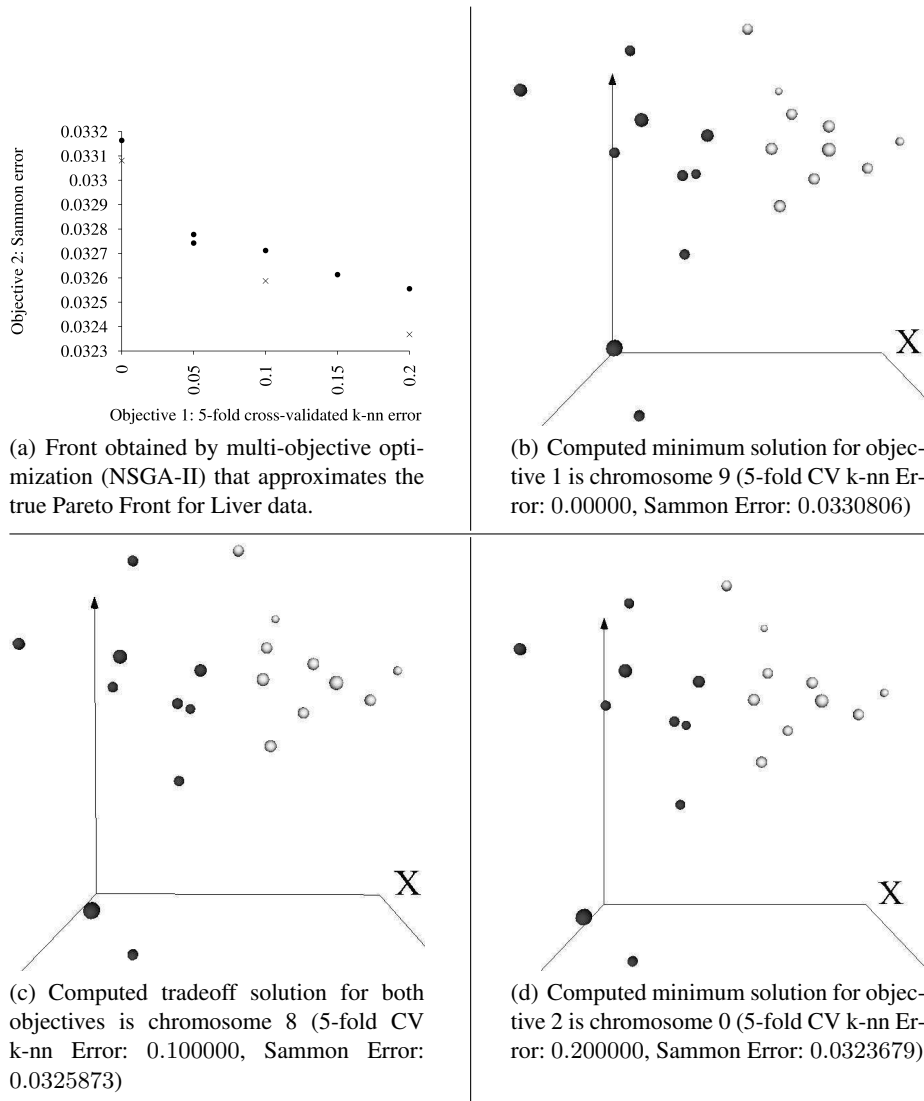 Objective 2: Sammon error
0.0332
0.0331
0.033
0.0329
0.0328
0.0327
0.0326
0.0325
0.0324
0.0323
0
0.05
0.1
0.15
0.2
Objective 1: 5-fold cross-validated k-nn error
(a) Front obtained by multi-objective opti-
mization (NSGA-II) that approximates the
true Pareto Front for Liver data.
X
(b) Computed minimum solution for objec-
tive 1 is chromosome 9 (5-fold CV k-nn Er-
ror: 0.00000, Sammon Error: 0.0330806)
X
(c) Computed tradeoff solution for both
objectives is chromosome 8 (5-fold CV
k-nn Error: 0.100000, Sammon Error:
0.0325873)
X
(d) Computed minimum solution for objec-
tive 2 is chromosome 0 (5-fold CV k-nn Er-
ror: 0.200000, Sammon Error: 0.0323679)